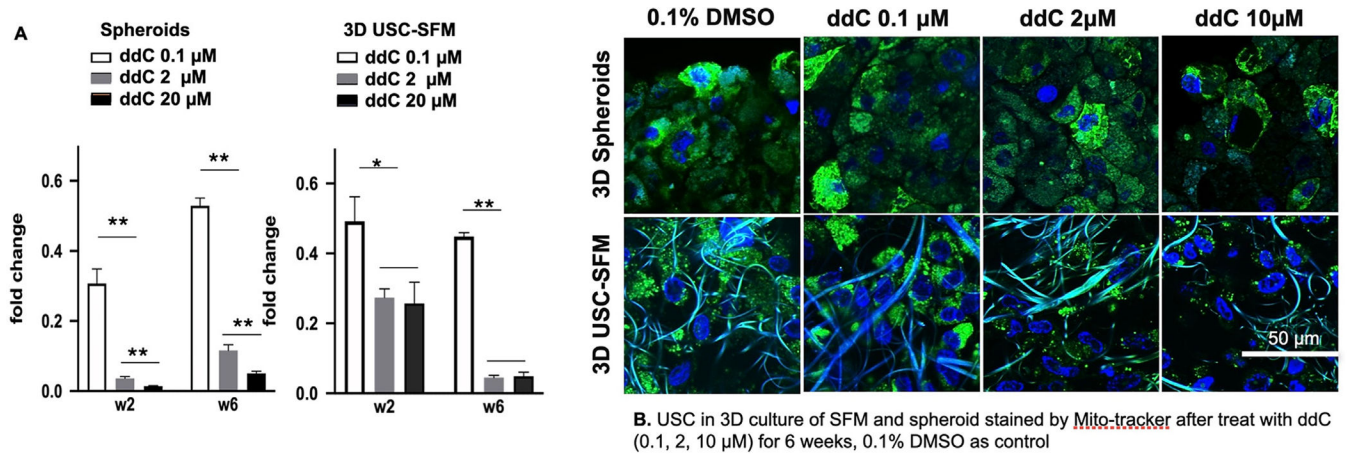 A
Spheroids
ddC 0.1 μM
ddC 2 μM
ddC 20 μM
fold change
0.6
0.4
0.2
0.0
**
**
**
**
w2
w6
3D USC-SFM
ddC 0.1 μM
ddC 2 μM
ddC 20 μM
fold change
0.6
0.4
0.2
0.0
*
**
w2
w6
0.1% DMSO
ddC 0.1 μM
ddC 2μM
ddC 10μM
3D Spheroids
3D USC-SFM
50 μm
B. USC in 3D culture of SFM and spheroid stained by Mito-tracker after treat with ddC
(0.1, 2, 10 μM) for 6 weeks, 0.1% DMSO as control